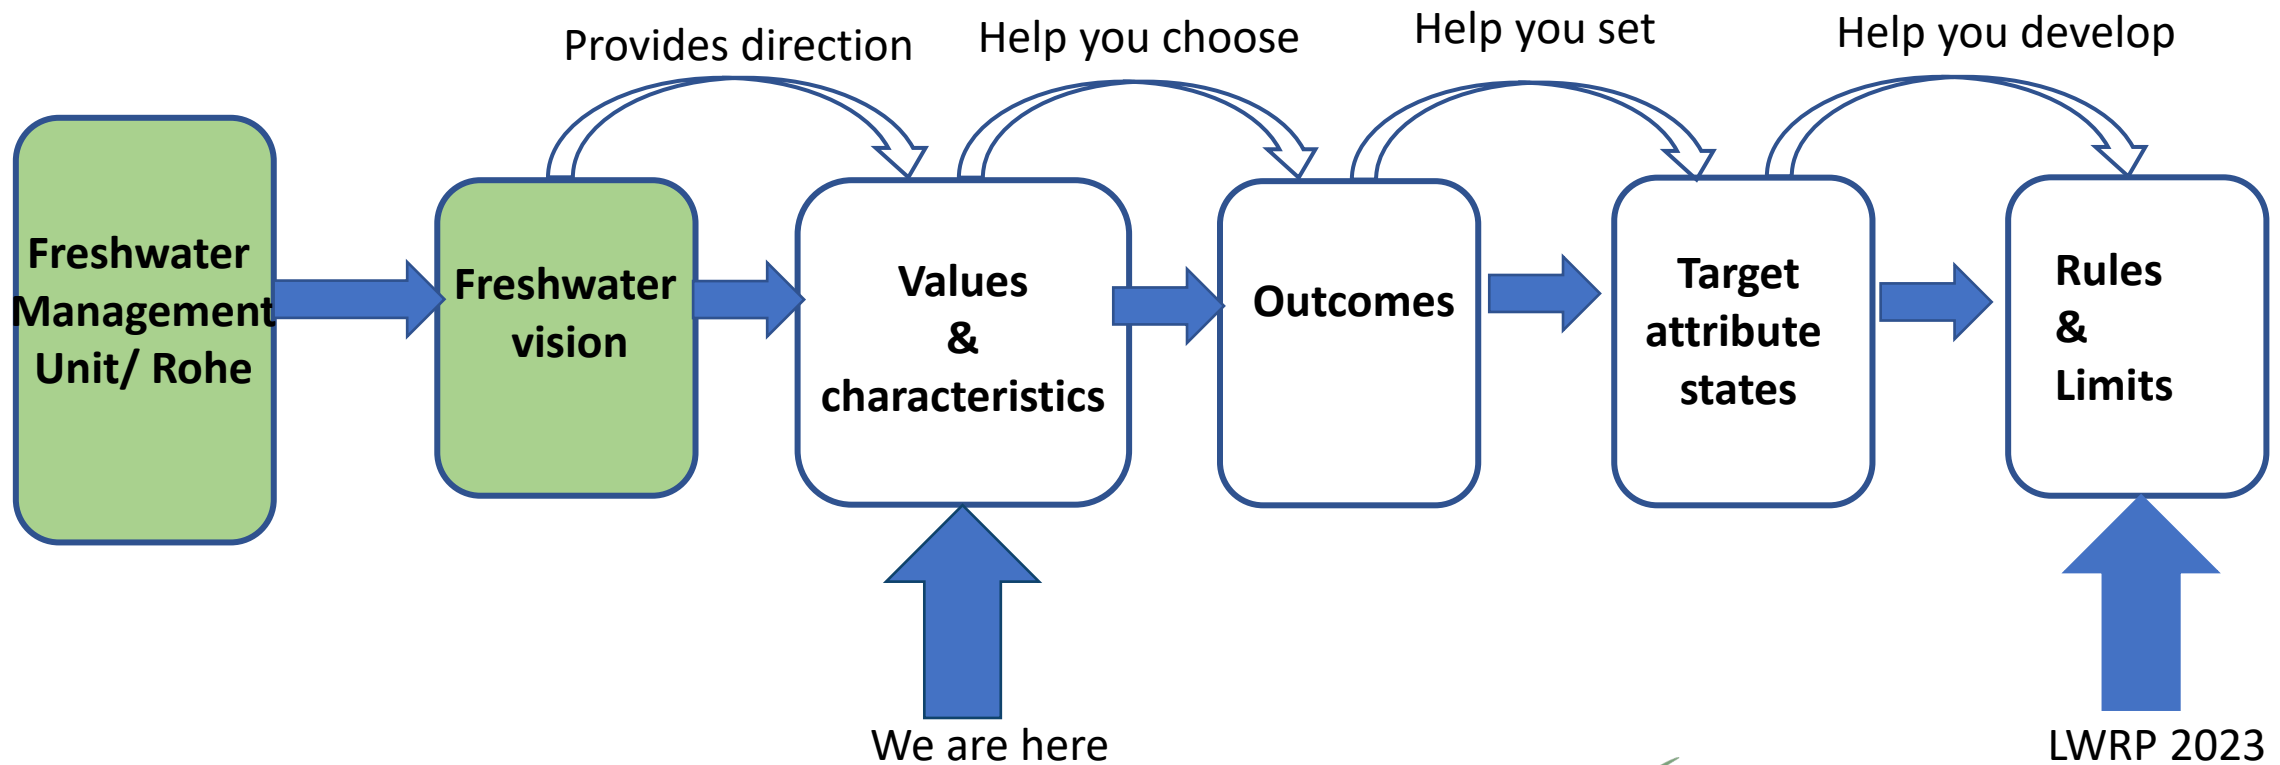 Provides direction
Help you choose
Help you set
Help you develop
Freshwater
Management
Unit/ Rohe
Freshwater
vision
Values
&
characteristics
Outcomes
Target
attribute
states
Rules
&
Limits
We are here
LWRP 2023